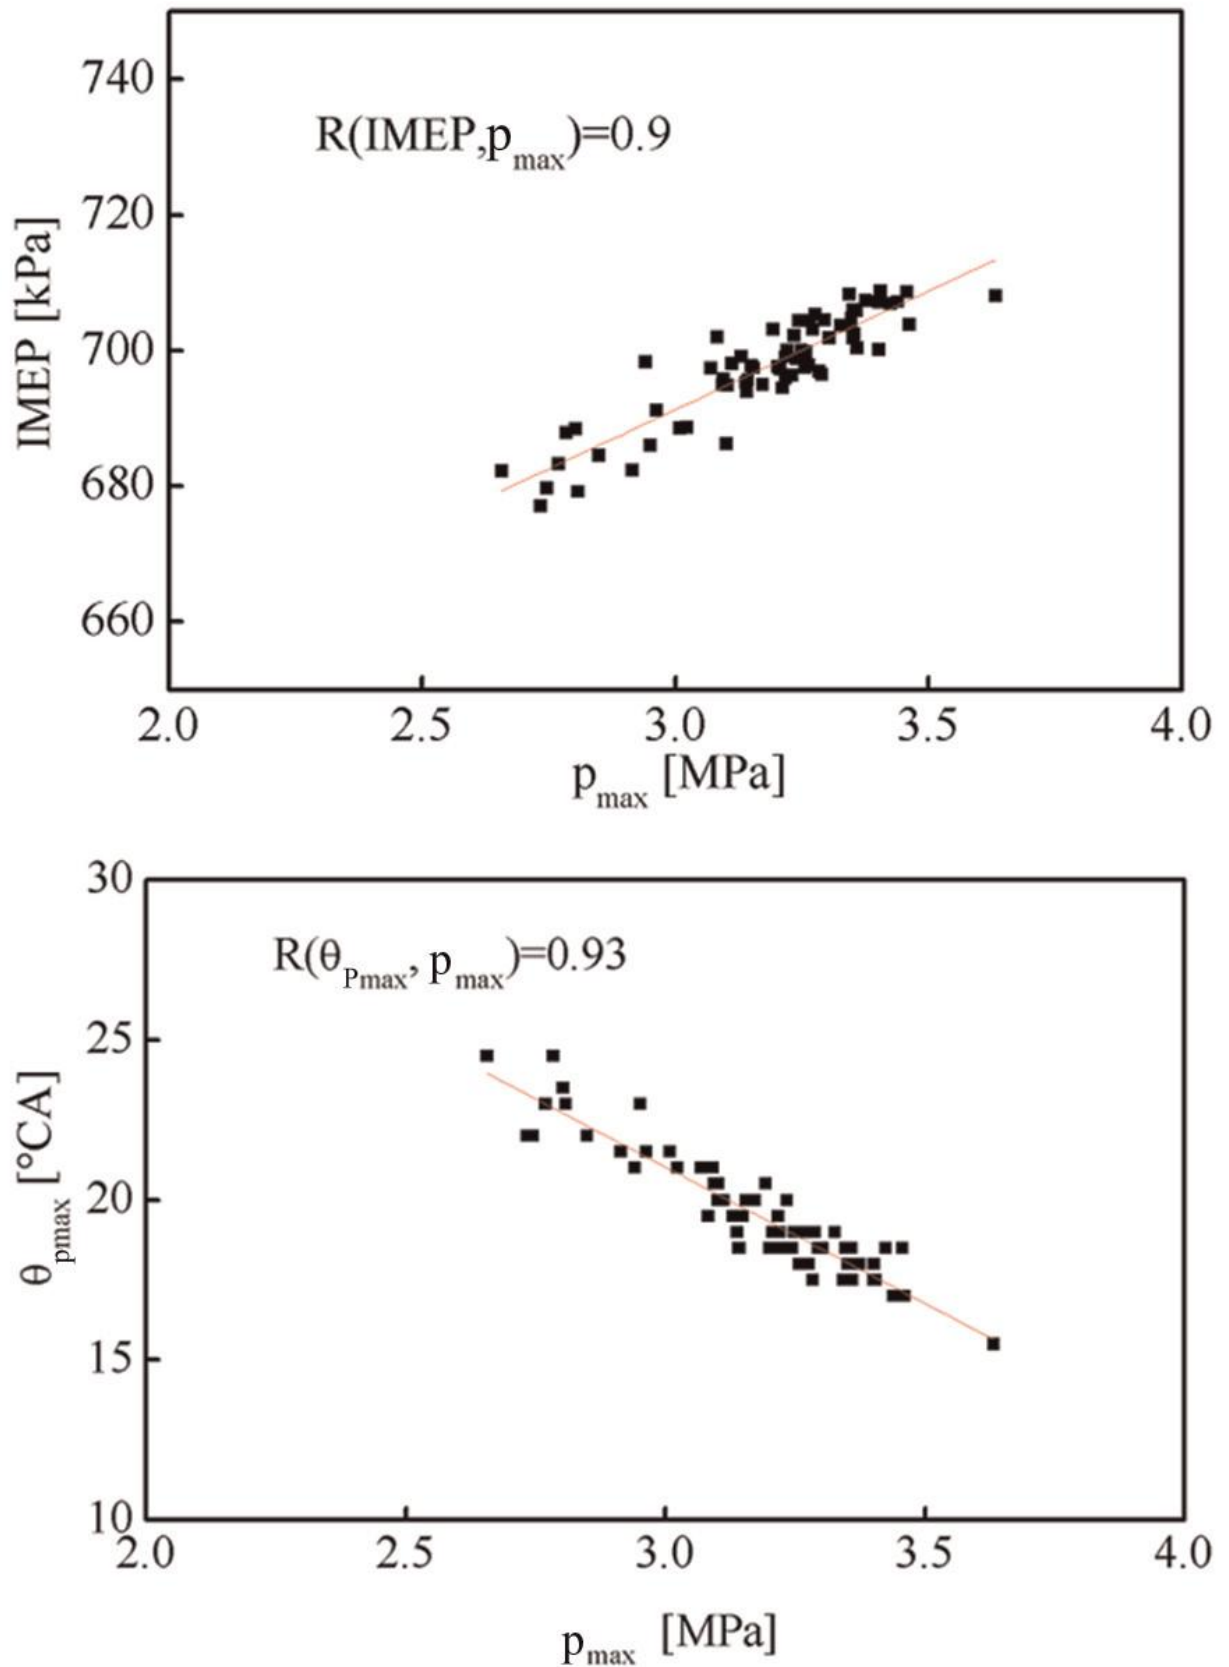 740
R(IMEP,pmax)=0.9
720
IMEP [kPa]
700
680
660
2.0 2.5 3.0 3.5 4.0
pmax [MPa]
30
R(θPmax, pmax)=0.93
25
θpmax [°CA]
20
15
10
2.0 2.5 3.0 3.5 4.0
pmax [MPa]